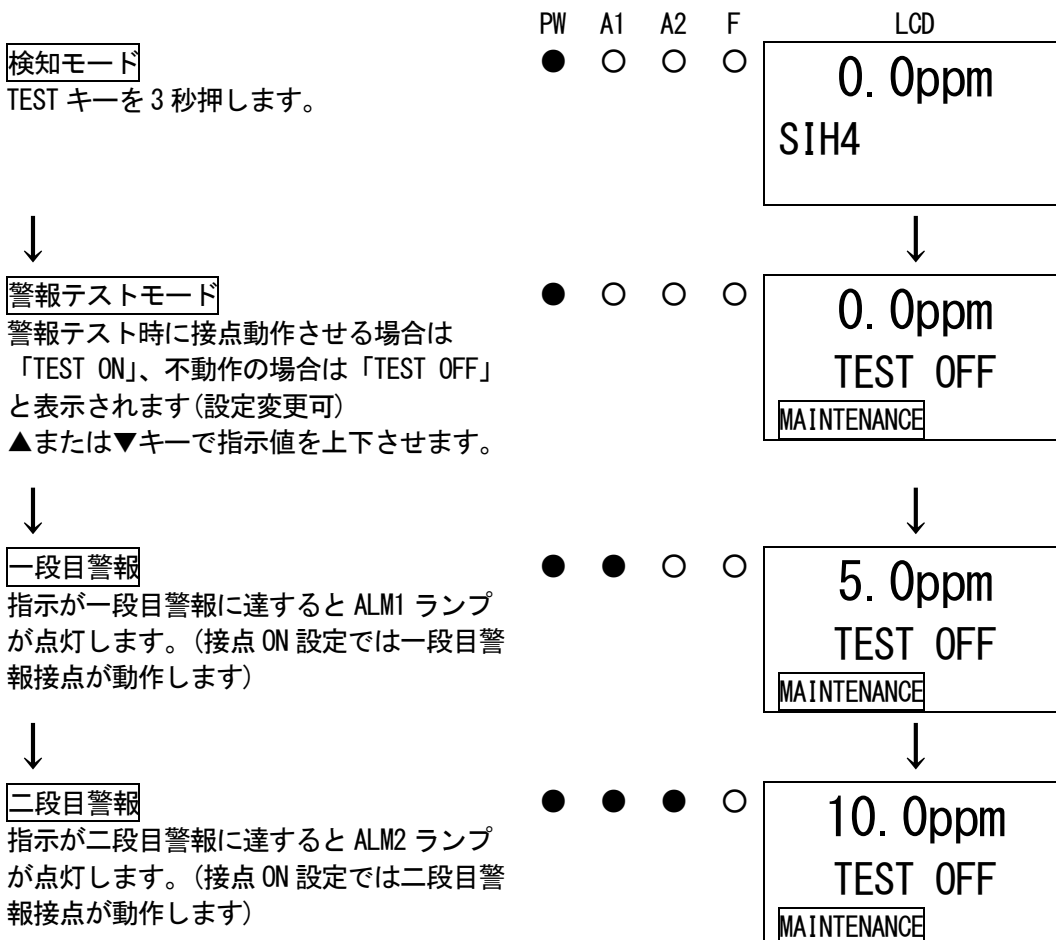 PW A1 A2 F LCD
検知モード ● ○ ○ ○ 0.0ppm
TEST キーを 3 秒押します。
SIH4
↓ ↓
警報テストモード ● ○ ○ ○ 0.0ppm
警報テスト時に接点動作させる場合は
「TEST ON」、不動作の場合は「TEST OFF」 TEST OFF
と表示されます(設定変更可)
MAINTENANCE
▲または▼キーで指示値を上下させます。
↓ ↓
一段目警報 ● ● ○ ○ 5.0ppm
指示が一段目警報に達すると ALM1 ランプ
が点灯します。(接点 ON 設定では一段目警 TEST OFF
報接点が動作します)
MAINTENANCE
↓ ↓
二段目警報 ● ● ● ○ 10.0ppm
指示が二段目警報に達すると ALM2 ランプ
が点灯します。(接点 ON 設定では二段目警 TEST OFF
報接点が動作します)
MAINTENANCE